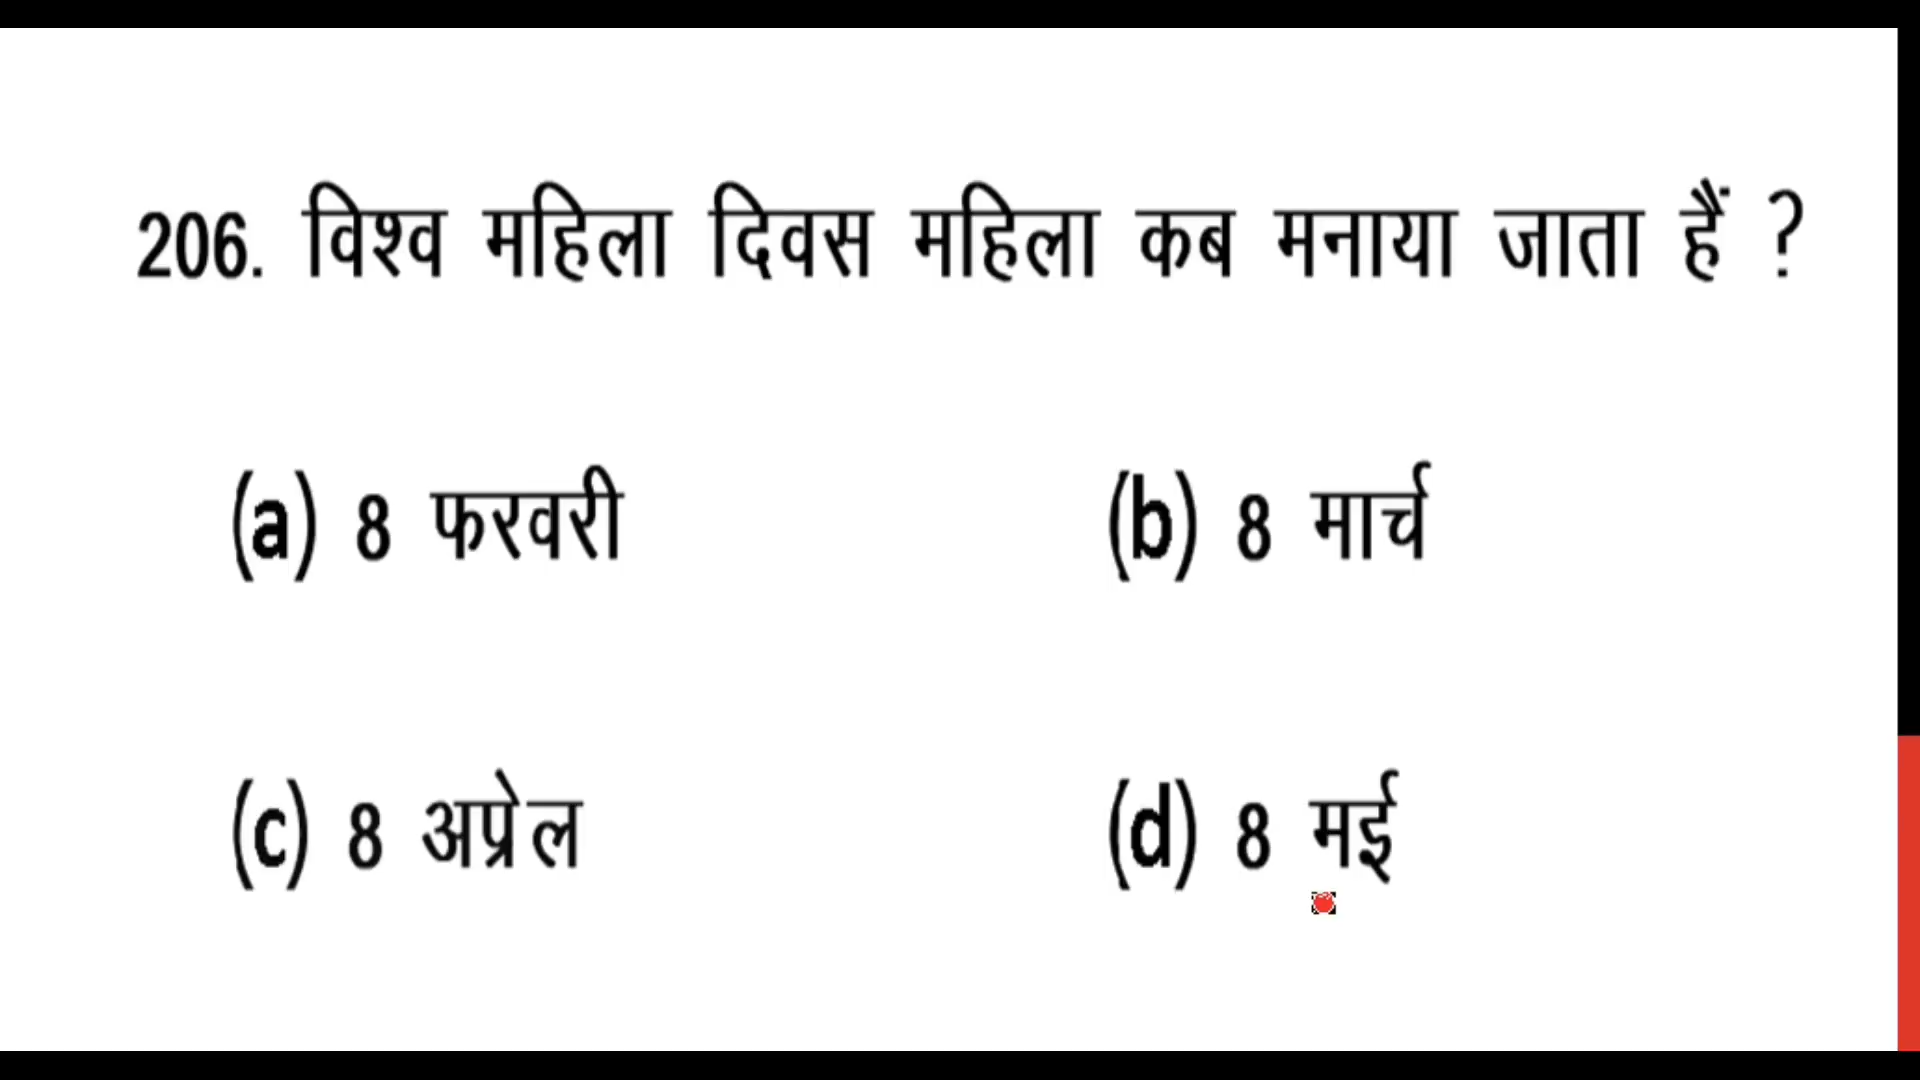 206. विश्व महिला दिवस महिला कब मनाया जाता हैं ?
(a) 8 फरवरी (b) 8 मार्च
(c) 8 अप्रेल (d) 8 मई